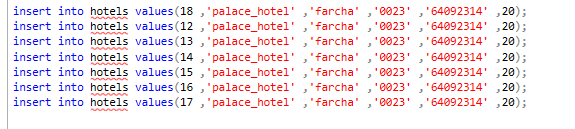 insert into hotels values(18 ,'palace_hotel' ,'farcha' ,'0023' ,'64092314' ,20);
insert into hotels values(12 ,'palace_hotel' ,'farcha' ,'0023' ,'64092314' ,20);
insert into hotels values(13 ,'palace_hotel' ,'farcha' ,'0023' ,'64092314' ,20);
insert into hotels values(14 ,'palace_hotel' ,'farcha' ,'0023' ,'64092314' ,20);
insert into hotels values(15 ,'palace_hotel' ,'farcha' ,'0023' ,'64092314' ,20);
insert into hotels values(16 ,'palace_hotel' ,'farcha' ,'0023' ,'64092314' ,20);
insert into hotels values(17 ,'palace_hotel' ,'farcha' ,'0023' ,'64092314' ,20);